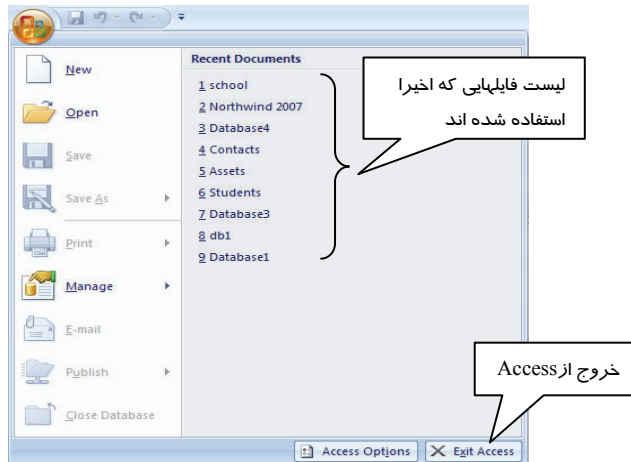 New
Open
Save
Save As
Print
Manage
E-mail
Publish
Close Database
Recent Documents
1 school
2 Northwind 2007
3 Database4
4 Contacts
5 Assets
6 Students
7 Database3
8 db1
9 Database1
لیست فایلهایی که اخیرا
استفاده شده اند
خروج از Access
Access Options
Exit Access